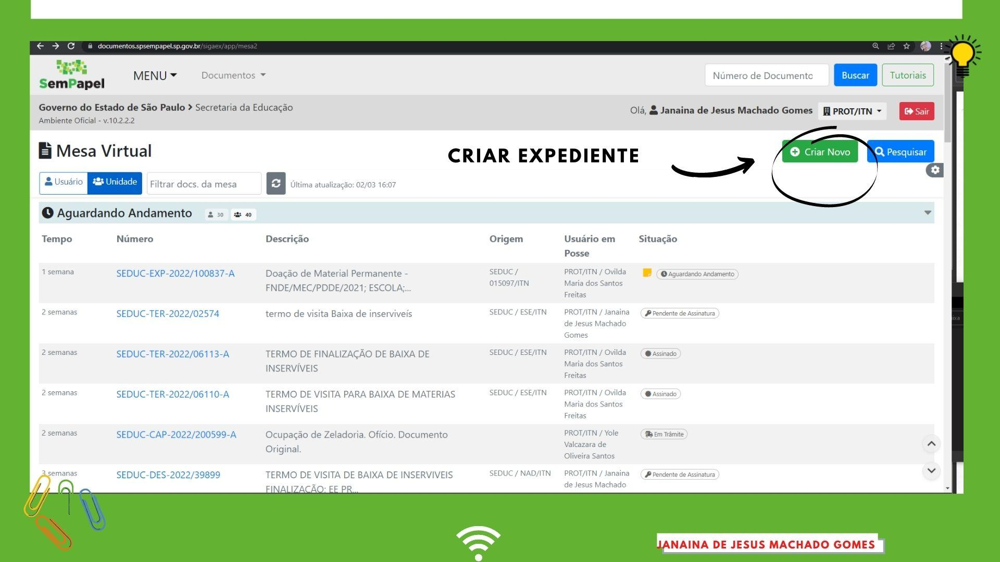 documentos.spsempapel.sp.gov.br/sigaex/app/mesa2
SemPapel
MENU
Documentos
Número de Documento
Buscar
Tutoriais
Governo do Estado de São Paulo > Secretaria da Educação
Ambiente Oficial - v.10.2.2.2
Olá, Janaina de Jesus Machado Gomes
PROT/ITN
Sair
Mesa Virtual
CRIAR EXPEDIENTE
Criar Novo
Pesquisar
Usuário
Unidade
Filtrar docs. da mesa
Última atualização: 02/03 16:07
Aguardando Andamento 30 40
Tempo Número Descrição Origem Usuário em Situação
Posse
1 semana SEDUC-EXP-2022/100837-A Doação de Material Permanente - SEDUC / PROT/ITN / Ovilda Aguardando Andamento
FNDE/MEC/PDDE/2021; ESCOLA;... 015097/ITN Maria dos Santos
Freitas
2 semanas SEDUC-TER-2022/02574 termo de visita Baixa de inserviveís SEDUC / ESE/ITN PROT/ITN / Janaina Pendente de Assinatura
de Jesus Machado
Gomes
2 semanas SEDUC-TER-2022/06113-A TERMO DE FINALIZAÇÃO DE BAIXA DE SEDUC / ESE/ITN PROT/ITN / Ovilda Assinado
INSERVÍVEIS Maria dos Santos
Freitas
2 semanas SEDUC-TER-2022/06110-A TERMO DE VISITA PARA BAIXA DE MATERIAS SEDUC / ESE/ITN PROT/ITN / Ovilda Assinado
INSERVÍVEIS Maria dos Santos
Freitas
2 semanas SEDUC-CAP-2022/200599-A Ocupação de Zeladoria. Ofício. Documento PROT/ITN / Yole Em Trâmite
Original. Valcazara de
Oliveira Santos
3 semanas SEDUC-DES-2022/39899 TERMO DE VISITA DE BAIXA DE INSERVIVEIS SEDUC / NAD/ITN PROT/ITN / Janaina Pendente de Assinatura
FINALIZAÇÃO; EE PR... de Jesus Machado
JANAINA DE JESUS MACHADO GOMES